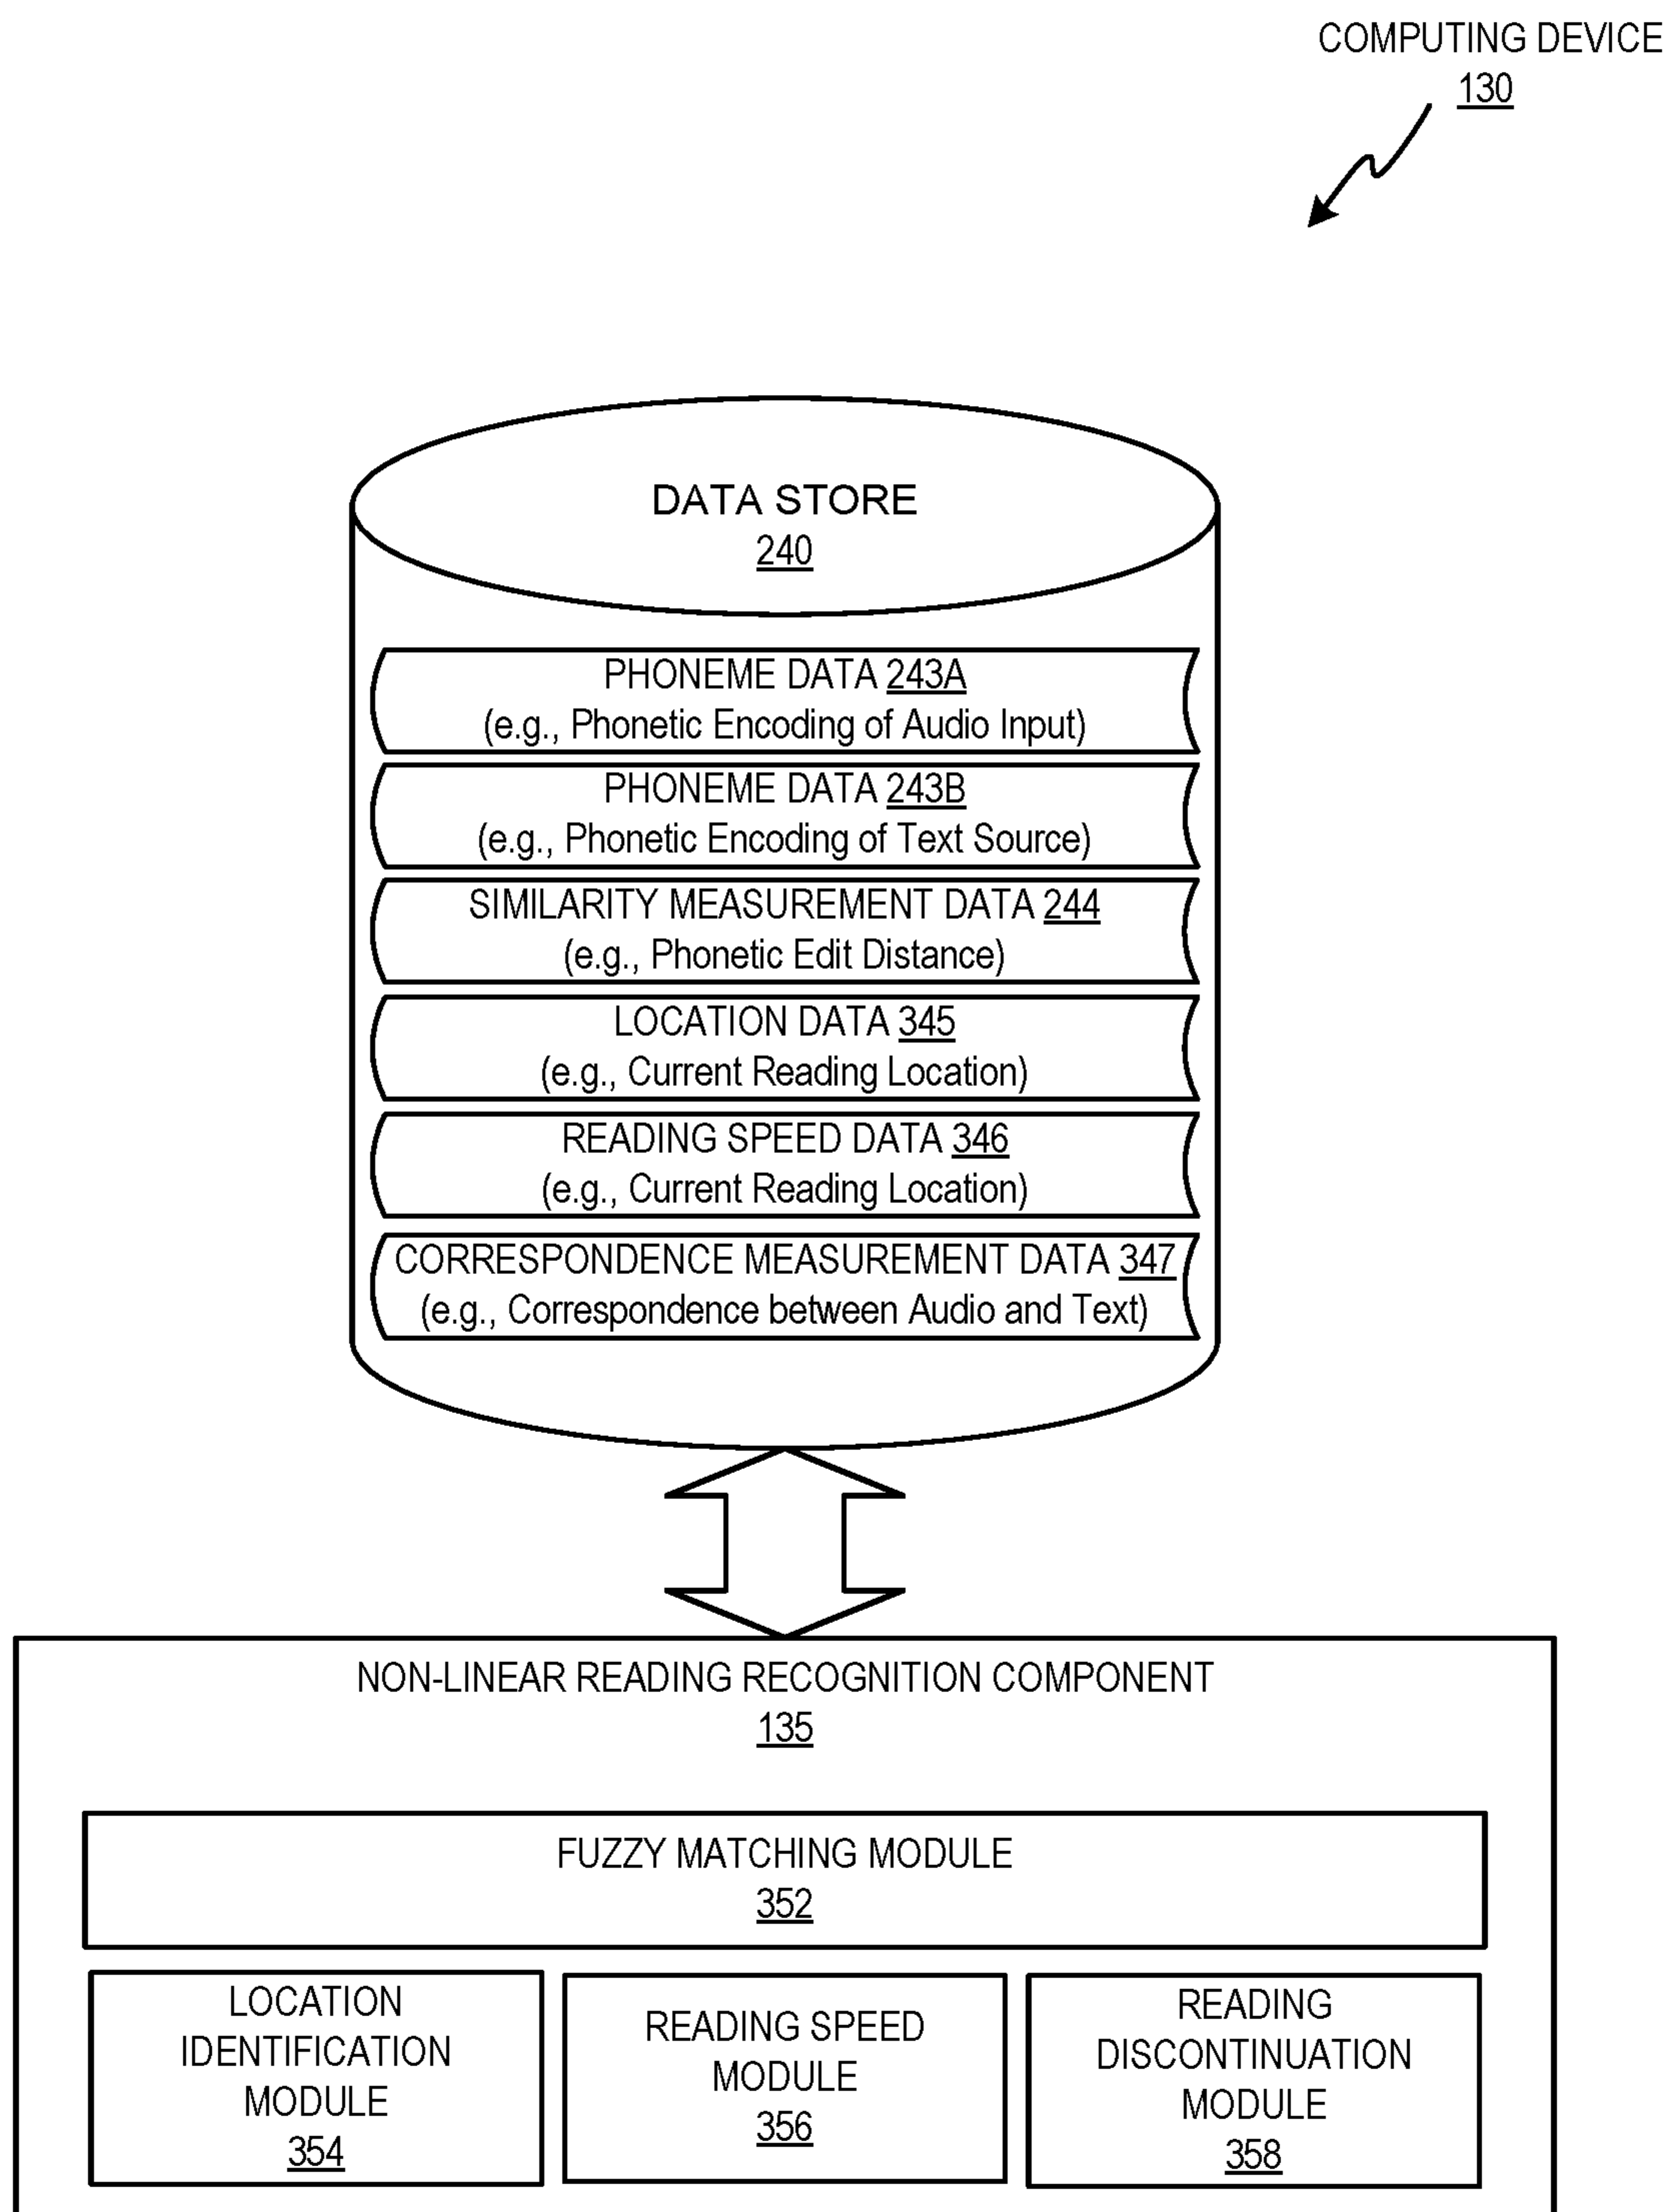 COMPUTING DEVICE
130
DATA STORE
240
PHONEME DATA 243A
(e.g., Phonetic Encoding of Audio Input)
PHONEME DATA 243B
(e.g., Phonetic Encoding of Text Source)
SIMILARITY MEASUREMENT DATA 244
(e.g., Phonetic Edit Distance)
LOCATION DATA 345
(e.g., Current Reading Location)
READING SPEED DATA 346
(e.g., Current Reading Location)
CORRESPONDENCE MEASUREMENT DATA 347
(e.g., Correspondence between Audio and Text)
NON-LINEAR READING RECOGNITION COMPONENT
135
FUZZY MATCHING MODULE
352
LOCATION
IDENTIFICATION
MODULE
354
READING SPEED
MODULE
356
READING
DISCONTINUATION
MODULE
358